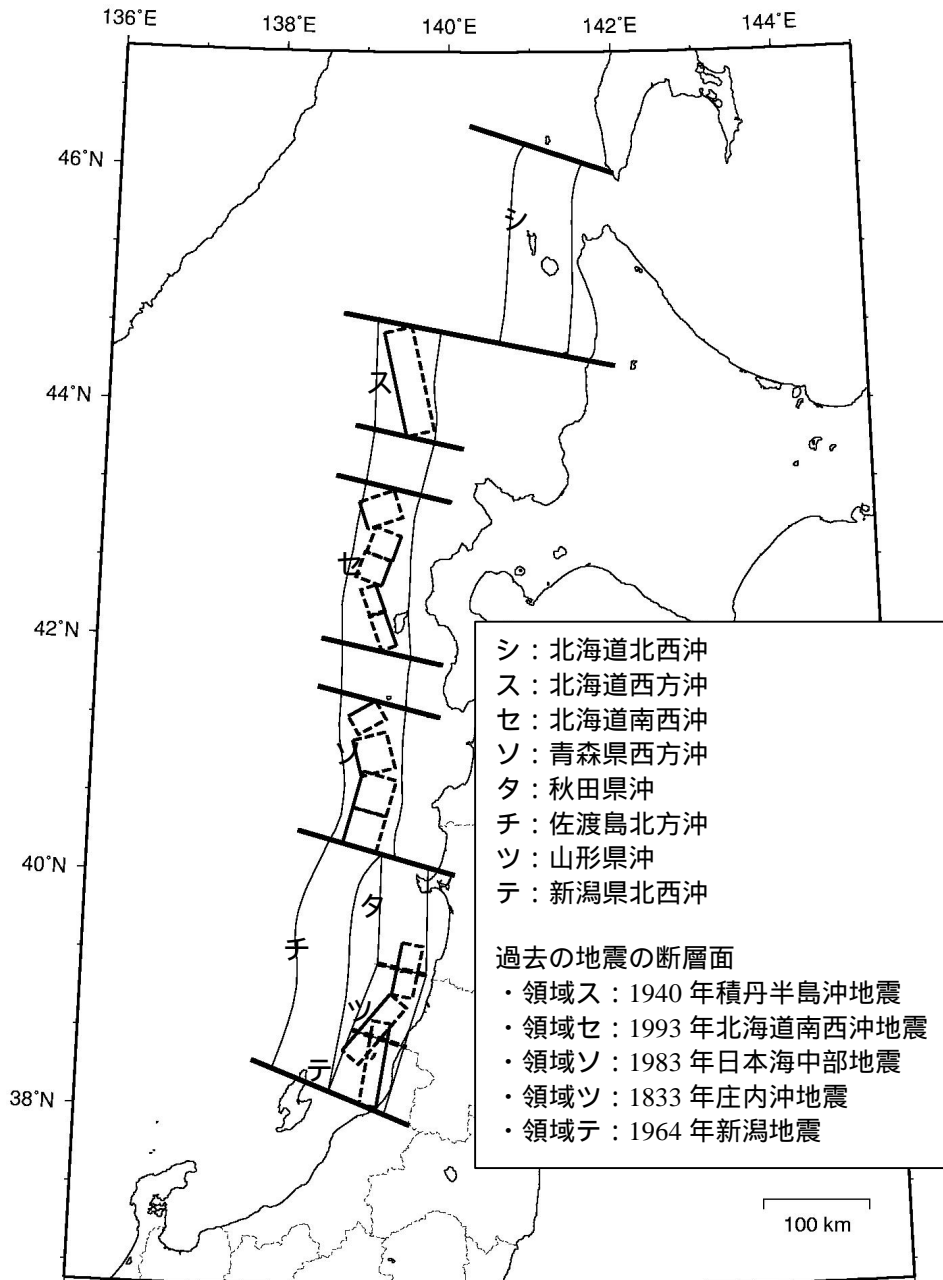 136°E
138°E
140°E
142°E
144°E
46°N
44°N
42°N
40°N
38°N
シ
ス
セ
ソ
タ
チ
ツ
テ
シ：北海道北西沖
ス：北海道西方沖
セ：北海道南西沖
ソ：青森県西方沖
タ：秋田県沖
チ：佐渡島北方沖
ツ：山形県沖
テ：新潟県北西沖
過去の地震の断層面
・領域ス：1940 年積丹半島沖地震
・領域セ：1993 年北海道南西沖地震
・領域ソ：1983 年日本海中部地震
・領域ツ：1833 年庄内沖地震
・領域テ：1964 年新潟地震
100 km